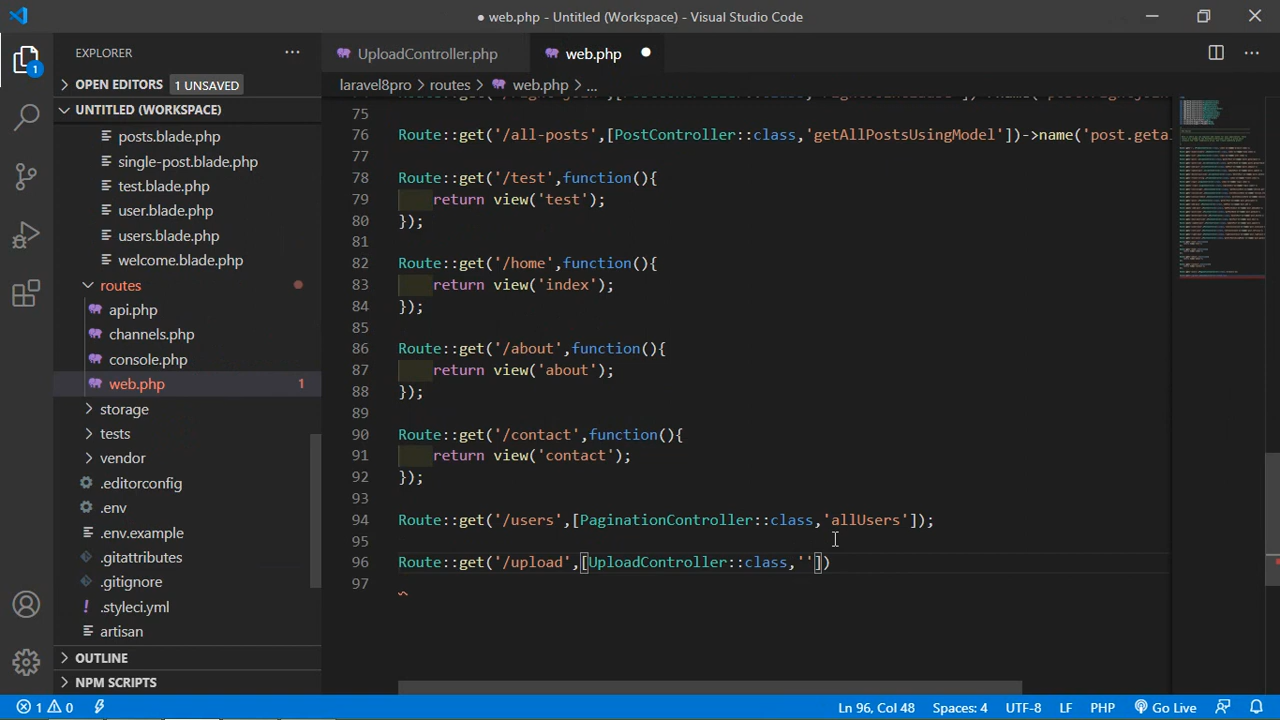 ● web.php - Untitled (Workspace) - Visual Studio Code
EXPLORER
UploadController.php
web.php
OPEN EDITORS 1 UNSAVED
laravel8pro > routes > web.php > ...
UNTITLED (WORKSPACE)
posts.blade.php
single-post.blade.php
test.blade.php
user.blade.php
users.blade.php
welcome.blade.php
routes
api.php
channels.php
console.php
web.php 1
storage
tests
vendor
.editorconfig
.env
.env.example
.gitattributes
.gitignore
.styleci.yml
artisan
OUTLINE
NPM SCRIPTS
1
75
76 Route::get('/all-posts',[PostController::class,'getAllPostsUsingModel'])->name('post.geta
77
78 Route::get('/test',function(){
79 return view('test');
80 });
81
82 Route::get('/home',function(){
83 return view('index');
84 });
85
86 Route::get('/about',function(){
87 return view('about');
88 });
89
90 Route::get('/contact',function(){
91 return view('contact');
92 });
93
94 Route::get('/users',[PaginationController::class,'allUsers']);
95
96 Route::get('/upload',[UploadController::class,''])
97
1 0
Ln 96, Col 48 Spaces: 4 UTF-8 LF PHP Go Live